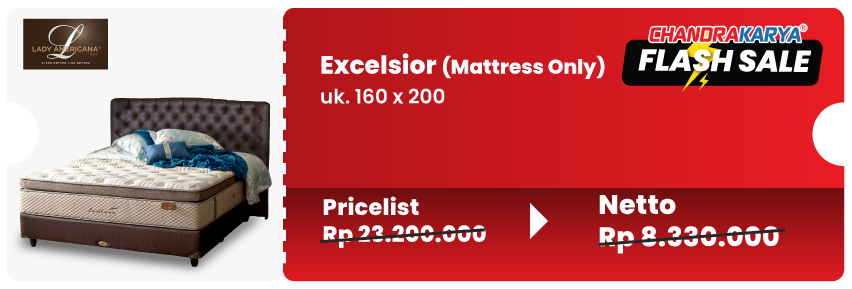 LADY AMERICANA
Excelsior (Mattress Only)
uk. 160 x 200
CHANDRAKARYA®
FLASH SALE
Pricelist
Rp 23.200.000
Netto
Rp 8.330.000